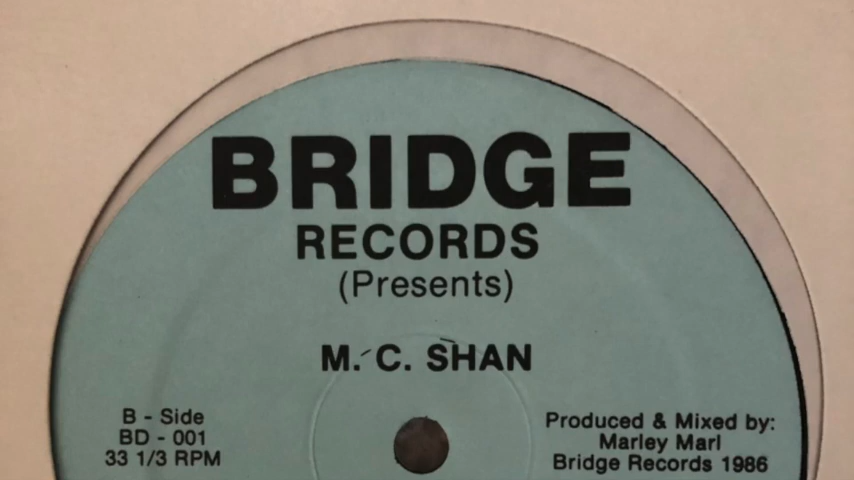 BRIDGE
RECORDS
(Presents)
M. C. SHAN
B - Side
BD - 001
33 1/3 RPM
Produced & Mixed by:
Marley Marl
Bridge Records 1986